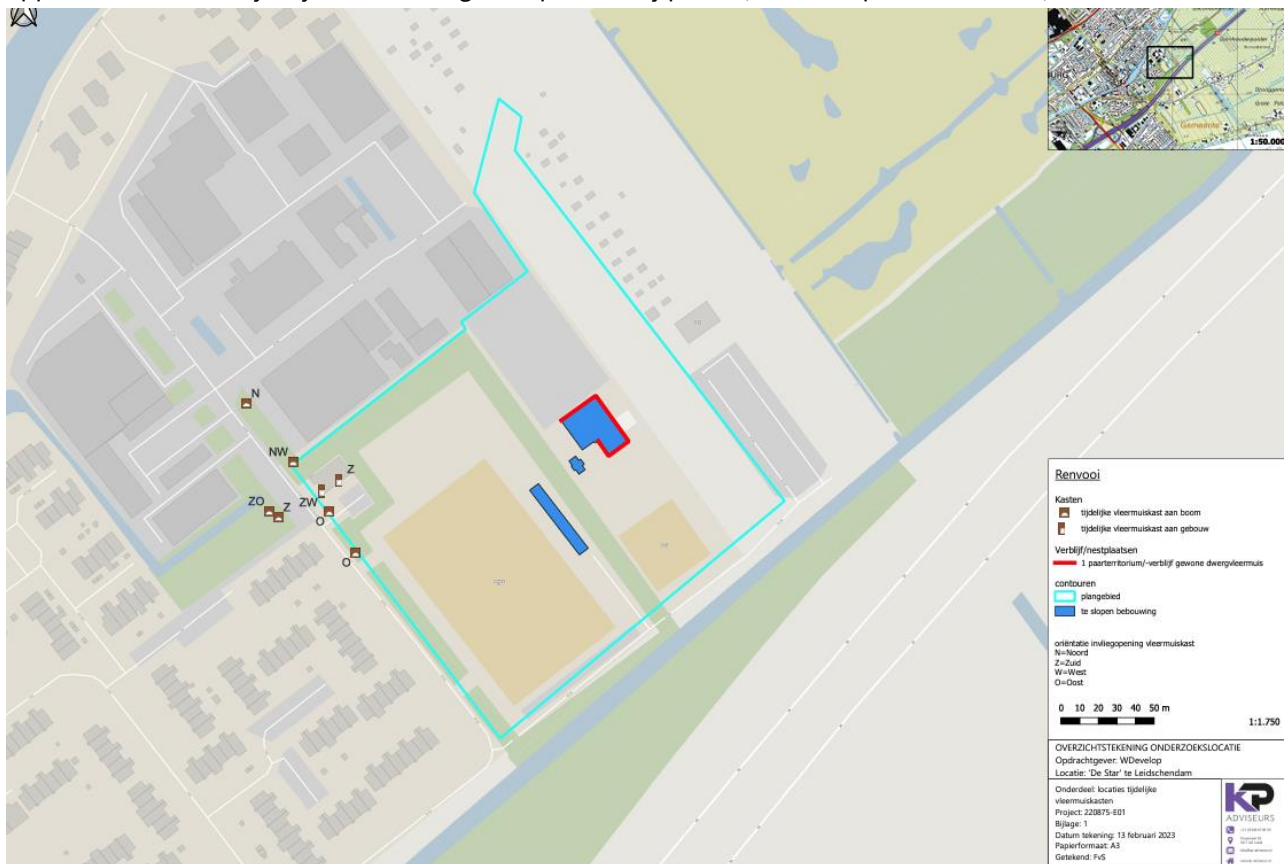 1:50.000
N
NW
Z
ZW
ZO
Z
O
O
Renvooi
Kasten
tijdelijke vleermuiskast aan boom
tijdelijke vleermuiskast aan gebouw
Verblijf/nestplaatsen
1 paarterritorium/-verblijf gewone dwergvleermuis
contouren
plangebied
te slopen bebouwing
oriëntatie invliegopening vleermuiskast
N=Noord
Z=Zuid
W=West
O=Oost
0 10 20 30 40 50 m
1:1.750
OVERZICHTSTEKENING ONDERZOEKSLOCATIE
Opdrachtgever: WDevelop
Locatie: 'De Star' te Leidschendam
Onderdeel: locaties tijdelijke
vleermuiskasten
Project: 220875-E01
Bijlage: 1
Datum tekening: 13 februari 2023
Papierformaat: A3
Getekend: FvS
KP
ADVISEURS